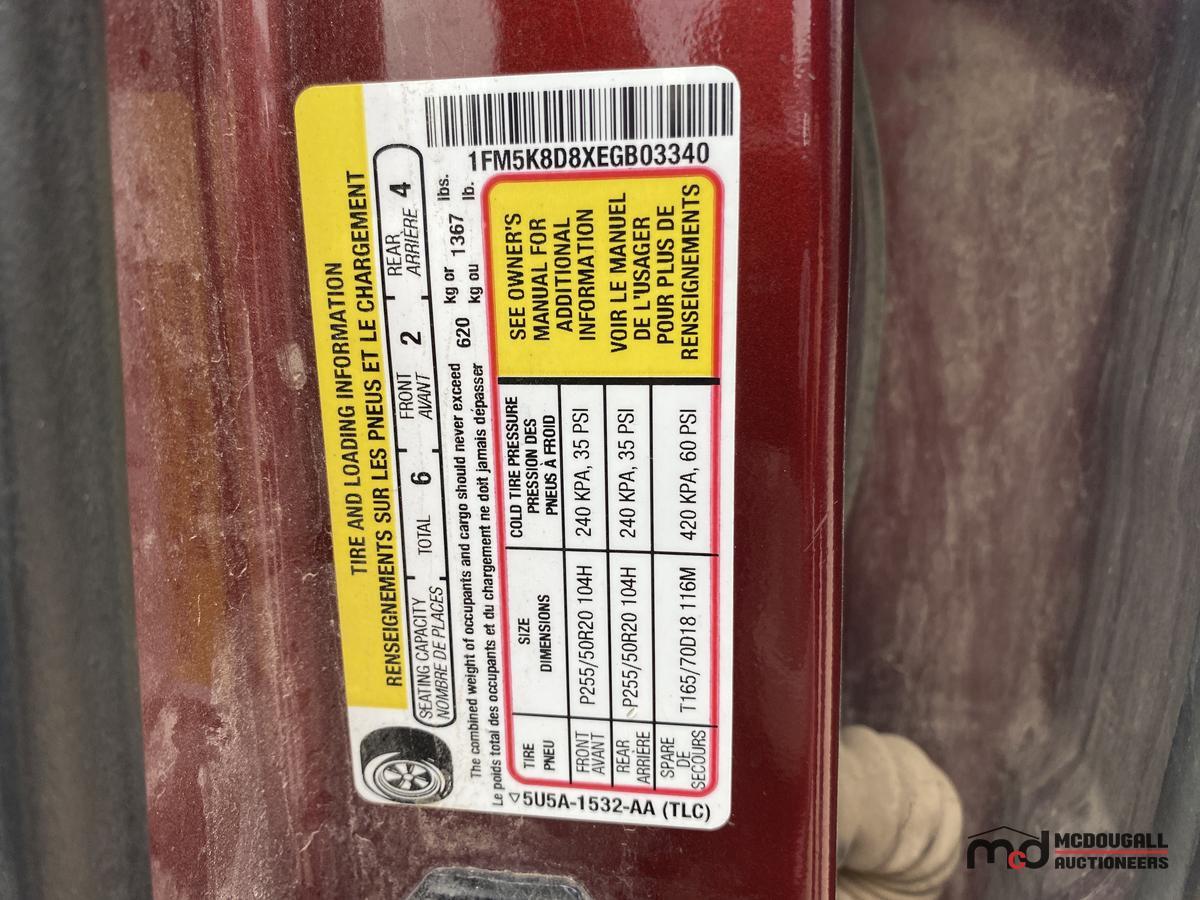 TIRE AND LOADING INFORMATION
RENSEIGNEMENTS SUR LES PNEUS ET LE CHARGEMENT
SEATING CAPACITY TOTAL 6 FRONT 2 REAR 4
NOMBRE DE PLACES AVANT ARRIÈRE
The combined weight of occupants and cargo should never exceed 620 kg or 1367 lbs.
Le poids total des occupants et du chargement ne doit jamais dépasser kg ou lb.
1FM5K8D8XEGB03340
TIRE SIZE COLD TIRE PRESSURE
PNEU DIMENSIONS PRESSION DES
PNEUS À FROID
FRONT P255/50R20 104H 240 KPA, 35 PSI
AVANT
REAR P255/50R20 104H 240 KPA, 35 PSI
ARRIÈRE
SPARE T165/70D18 116M 420 KPA, 60 PSI
DE
SECOURS
SEE OWNER'S
MANUAL FOR
ADDITIONAL
INFORMATION
VOIR LE MANUEL
DE L'USAGER
POUR PLUS DE
RENSEIGNEMENTS
5U5A-1532-AA (TLC)
mcd MCDOUGALL
AUCTIONEERS